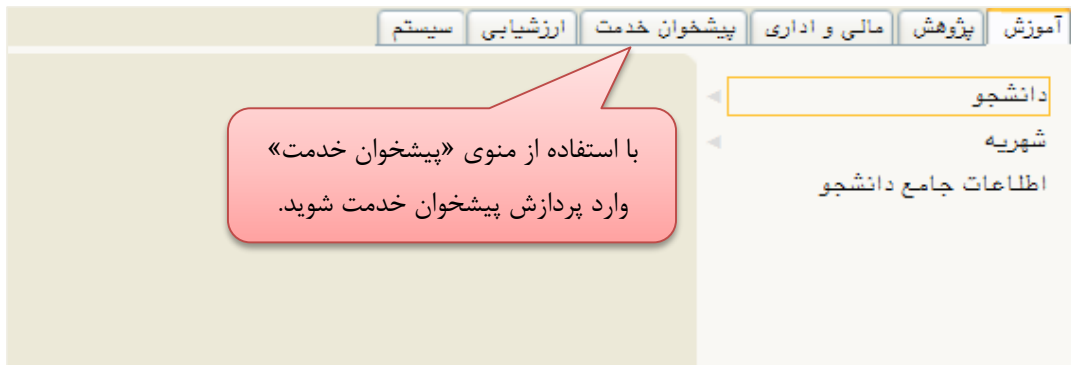 آموزش پژوهش مالی و اداری پیشخوان خدمت ارزشیابی سیستم
دانشجو
شهریه
اطلاعات جامع دانشجو
با استفاده از منوی «پیشخوان خدمت»
وارد پردازش پیشخوان خدمت شوید.